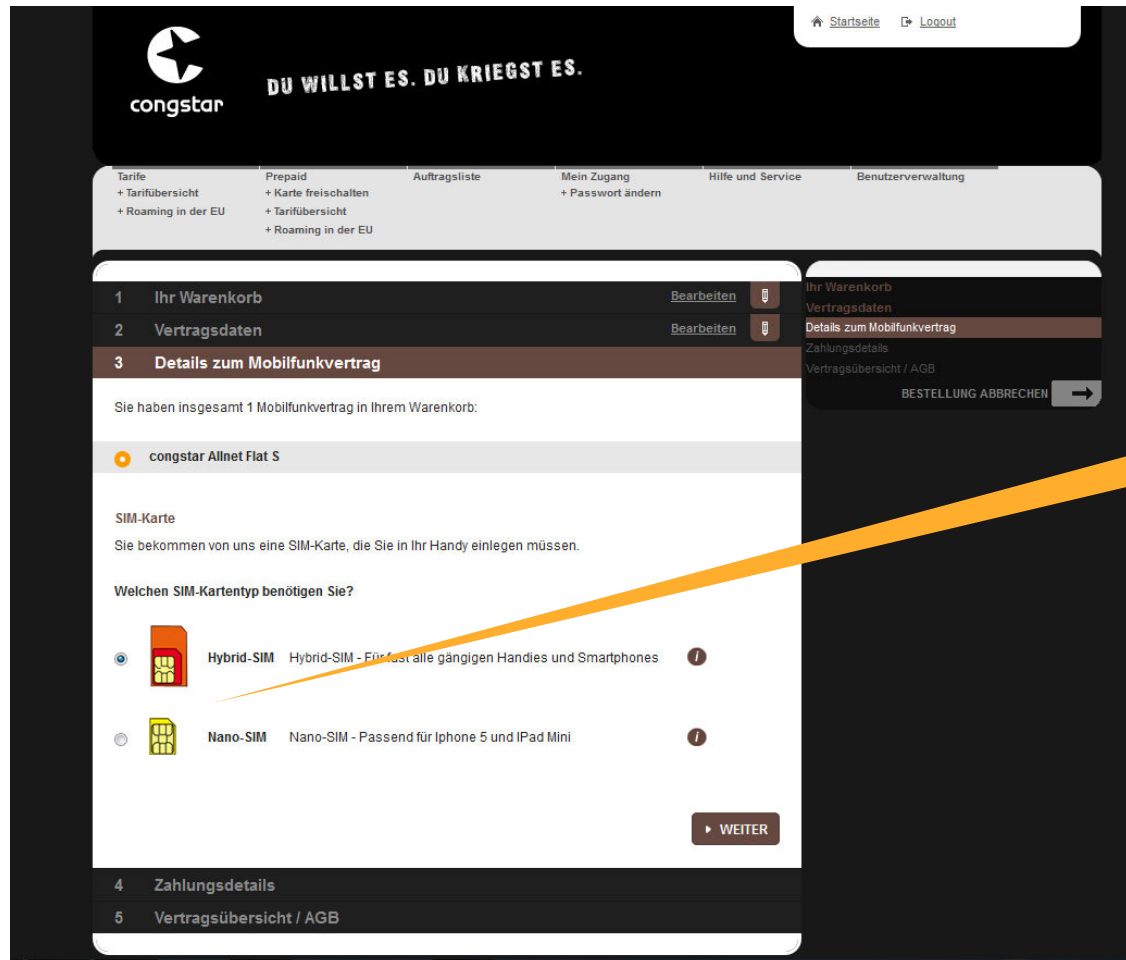 Startseite Logout
congstar
DU WILLST ES. DU KRIEGST ES.
Tarife
+ Tarifübersicht
+ Roaming in der EU
Prepaid
+ Karte freischalten
+ Tarifübersicht
+ Roaming in der EU
Auftragsliste
Mein Zugang
+ Passwort ändern
Hilfe und Service
Benutzerverwaltung
1 Ihr Warenkorb Bearbeiten
2 Vertragsdaten Bearbeiten
3 Details zum Mobilfunkvertrag
Sie haben insgesamt 1 Mobilfunkvertrag in Ihrem Warenkorb:
congstar Allnet Flat S
SIM-Karte
Sie bekommen von uns eine SIM-Karte, die Sie in Ihr Handy einlegen müssen.
Welchen SIM-Kartentyp benötigen Sie?
Hybrid-SIM Hybrid-SIM - Für fast alle gängigen Handies und Smartphones i
Nano-SIM Nano-SIM - Passend für Iphone 5 und IPad Mini i
WEITER
4 Zahlungsdetails
5 Vertragsübersicht / AGB
Ihr Warenkorb
Vertragsdaten
Details zum Mobilfunkvertrag
Zahlungsdetails
Vertragsübersicht / AGB
BESTELLUNG ABBRECHEN